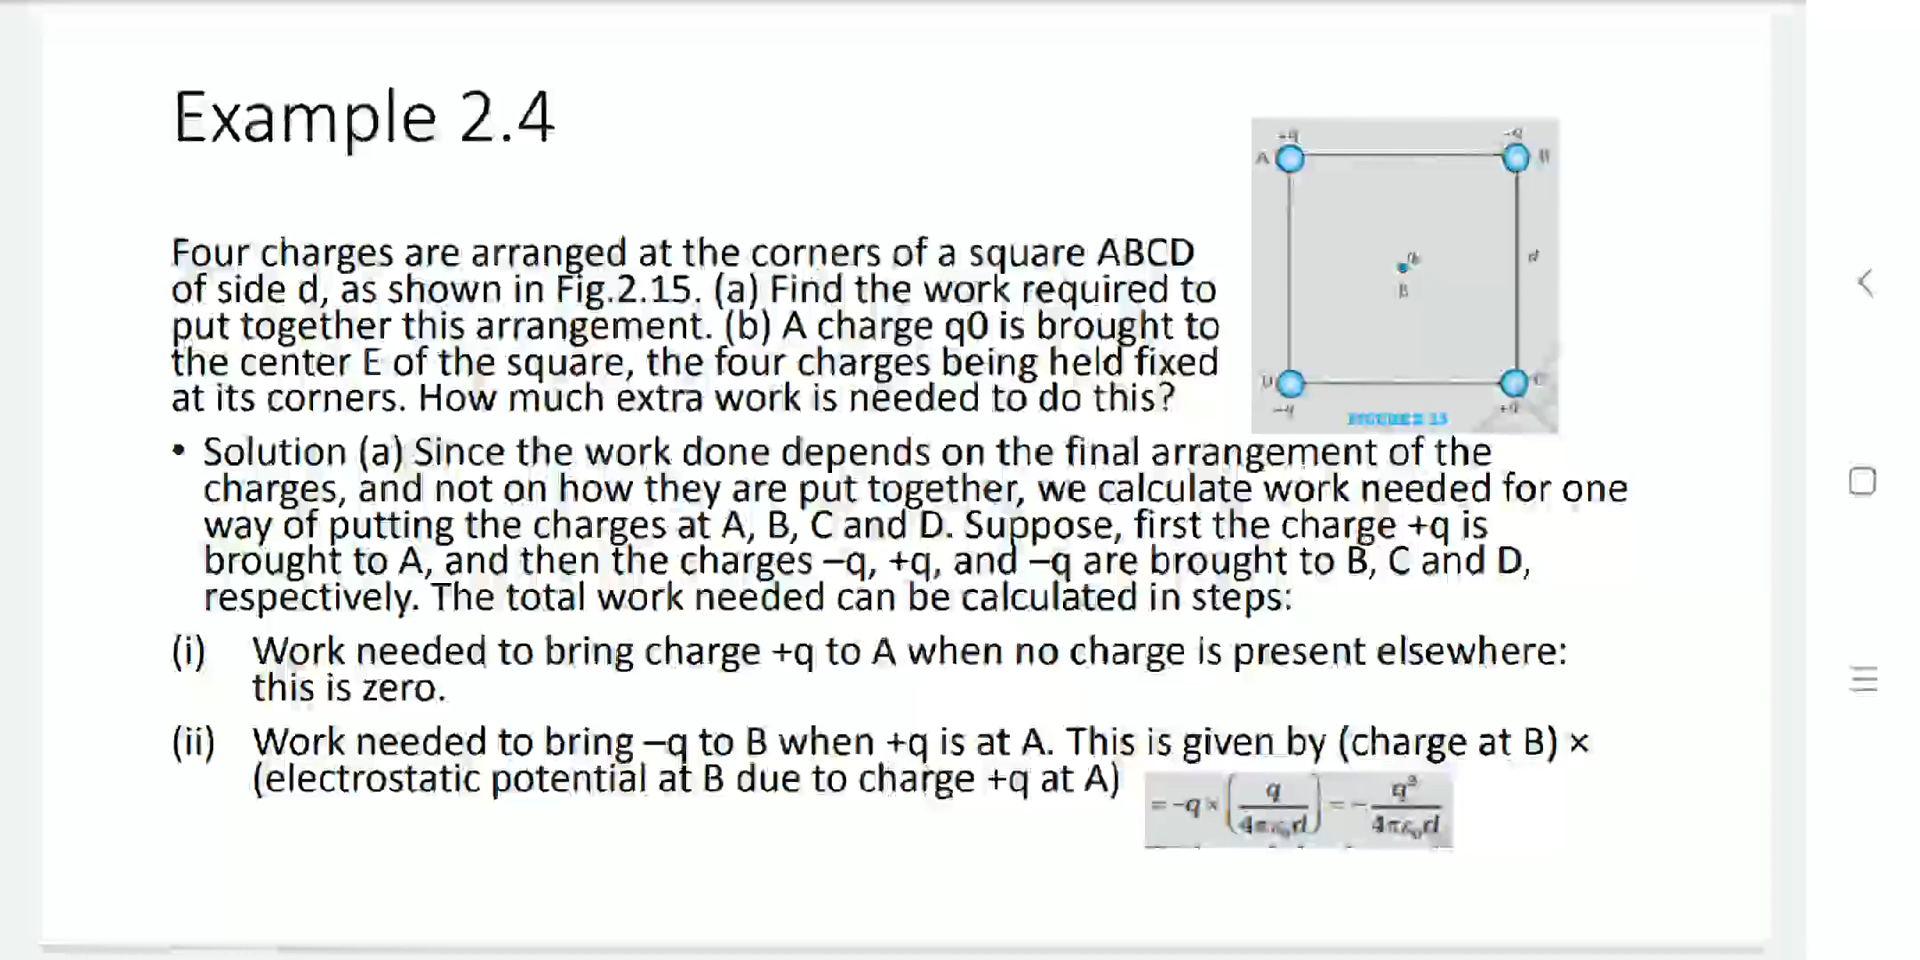 Example 2.4
+q
-q
A
B
Four charges are arranged at the corners of a square ABCD
of side d, as shown in Fig.2.15. (a) Find the work required to
put together this arrangement. (b) A charge q0 is brought to
the center E of the square, the four charges being held fixed
at its corners. How much extra work is needed to do this?
d
D
C
-q
+q
FIGURE 2.15
• Solution (a) Since the work done depends on the final arrangement of the
charges, and not on how they are put together, we calculate work needed for one
way of putting the charges at A, B, C and D. Suppose, first the charge +q is
brought to A, and then the charges –q, +q, and –q are brought to B, C and D,
respectively. The total work needed can be calculated in steps:
(i) Work needed to bring charge +q to A when no charge is present elsewhere:
this is zero.
(ii) Work needed to bring –q to B when +q is at A. This is given by (charge at B) ×
(electrostatic potential at B due to charge +q at A)
= -q × (q / 4πε₀d) = - q² / 4πε₀d